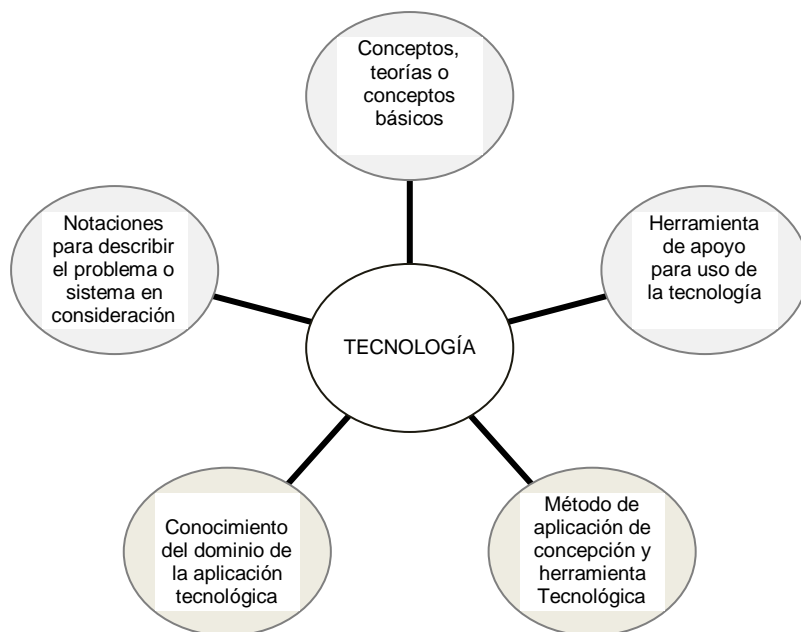 Conceptos,
teorías o
conceptos
básicos
Notaciones
para describir
el problema o
sistema en
consideración
Herramienta
de apoyo
para uso de
la tecnología
TECNOLOGÍA
Conocimiento
del dominio de
la aplicación
tecnológica
Método de
aplicación de
concepción y
herramienta
Tecnológica